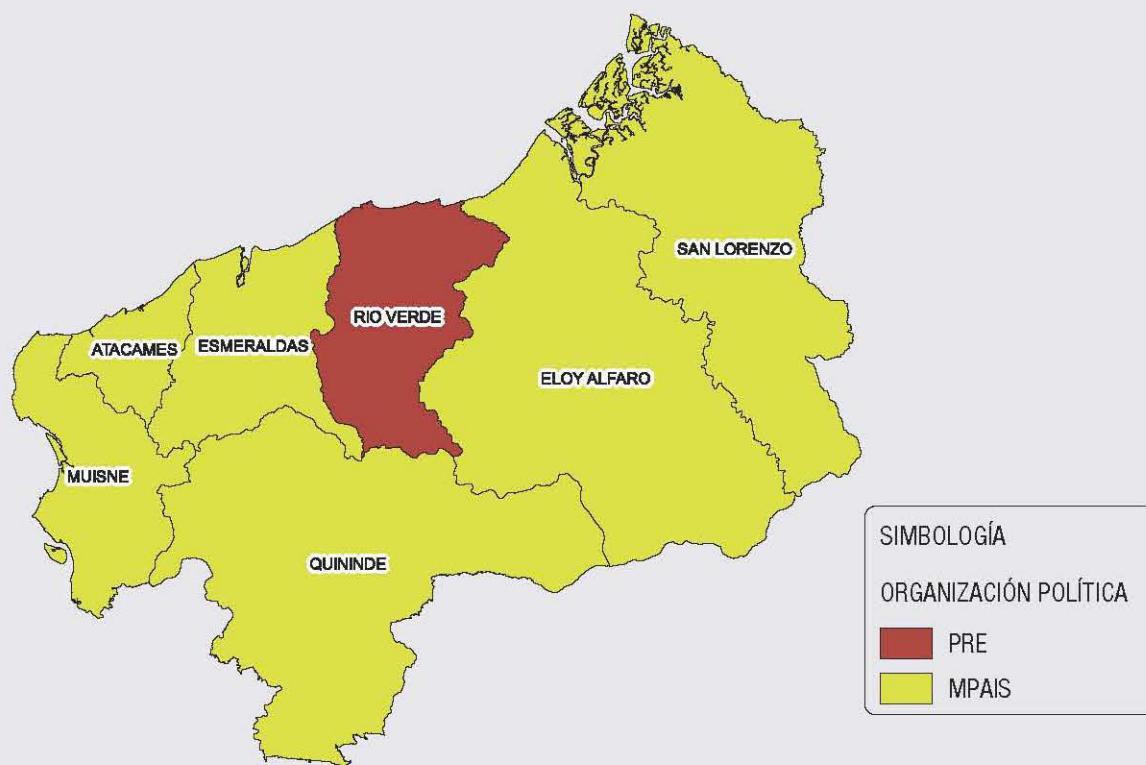 SAN LORENZO
RIO VERDE
ATACAMES
ESMERALDAS
ELOY ALFARO
MUISNE
QUININDE
SIMBOLOGÍA
ORGANIZACIÓN POLÍTICA
PRE
MPAIS